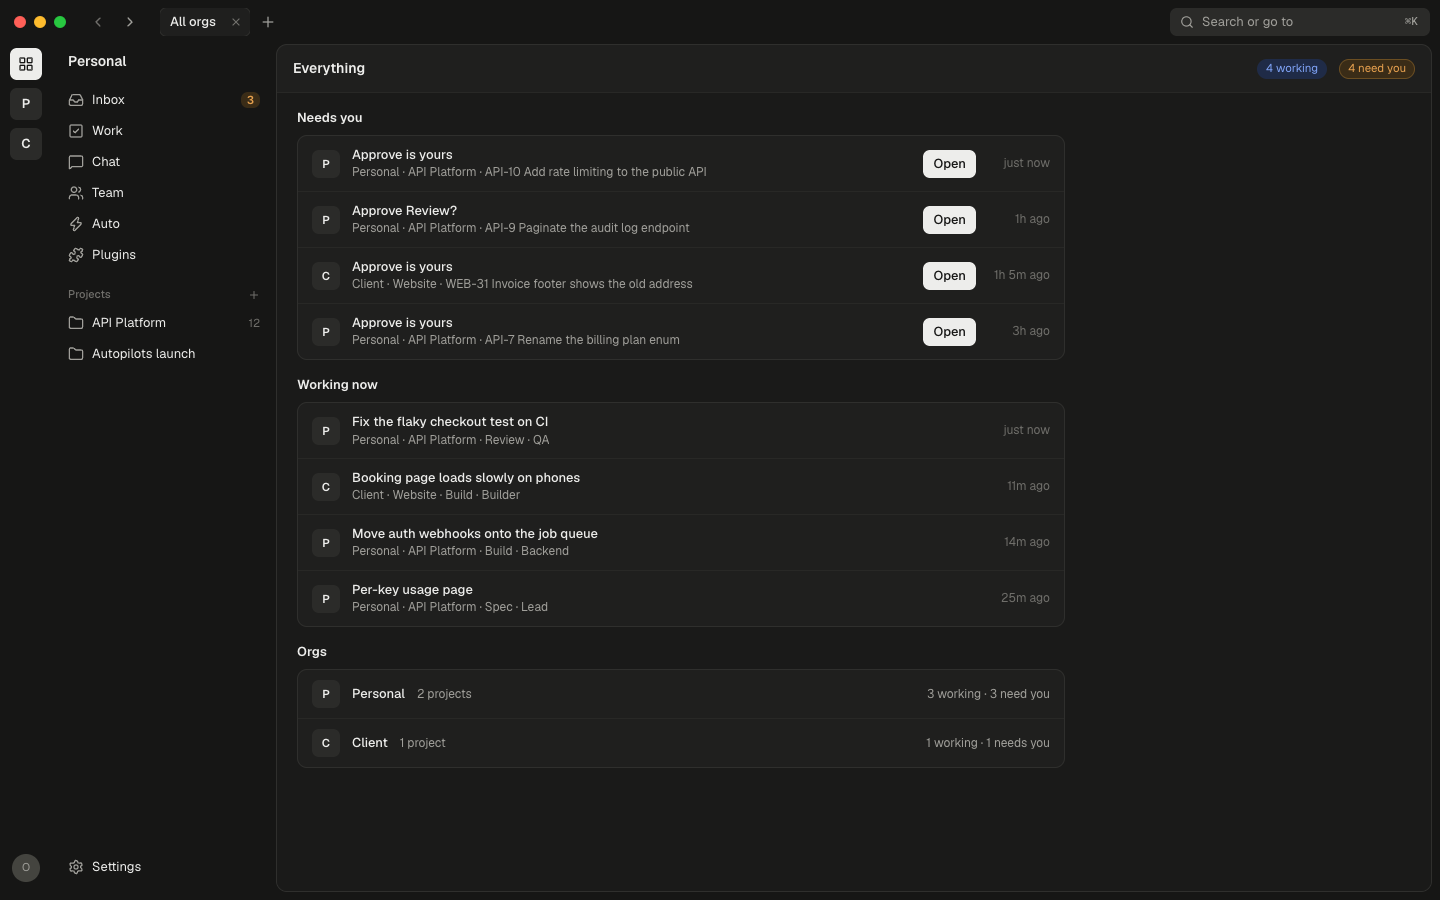 All orgs
Search or go to
⌘K
P
C
O
Personal
Inbox
3
Work
Chat
Team
Auto
Plugins
Projects
API Platform
12
Autopilots launch
Settings
Everything
4 working
4 need you
Needs you
P
Approve is yours
Personal · API Platform · API-10 Add rate limiting to the public API
Open
just now
P
Approve Review?
Personal · API Platform · API-9 Paginate the audit log endpoint
Open
1h ago
C
Approve is yours
Client · Website · WEB-31 Invoice footer shows the old address
Open
1h 5m ago
P
Approve is yours
Personal · API Platform · API-7 Rename the billing plan enum
Open
3h ago
Working now
P
Fix the flaky checkout test on CI
Personal · API Platform · Review · QA
just now
C
Booking page loads slowly on phones
Client · Website · Build · Builder
11m ago
P
Move auth webhooks onto the job queue
Personal · API Platform · Build · Backend
14m ago
P
Per-key usage page
Personal · API Platform · Spec · Lead
25m ago
Orgs
P
Personal 2 projects
3 working · 3 need you
C
Client 1 project
1 working · 1 needs you